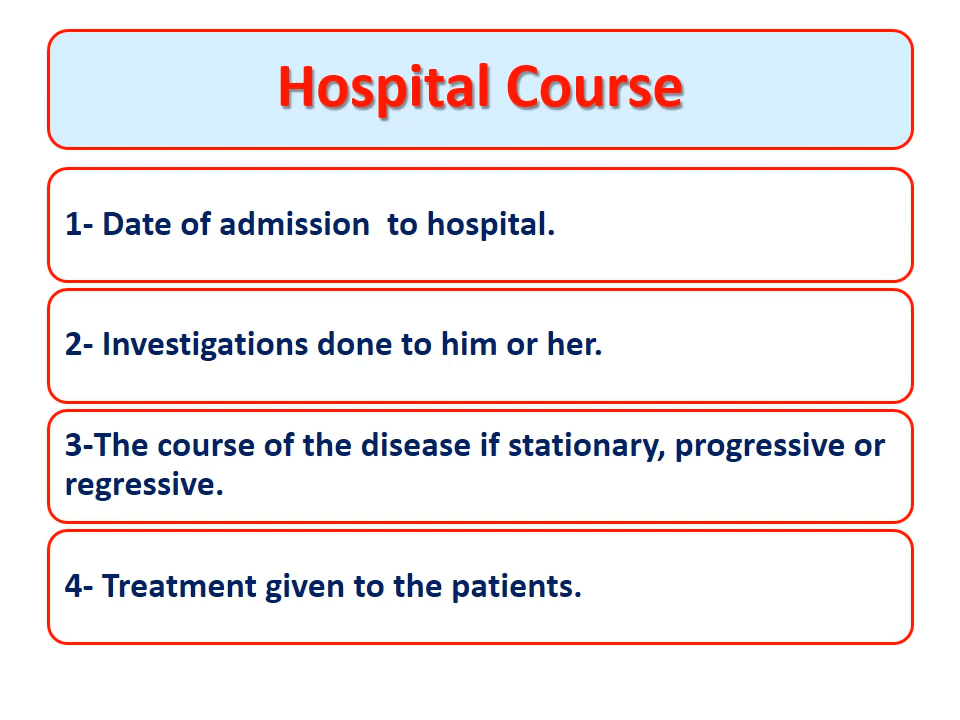 Hospital Course
1- Date of admission  to hospital.
2- Investigations done to him or her.
3-The course of the disease if stationary, progressive or
regressive.
4- Treatment given to the patients.